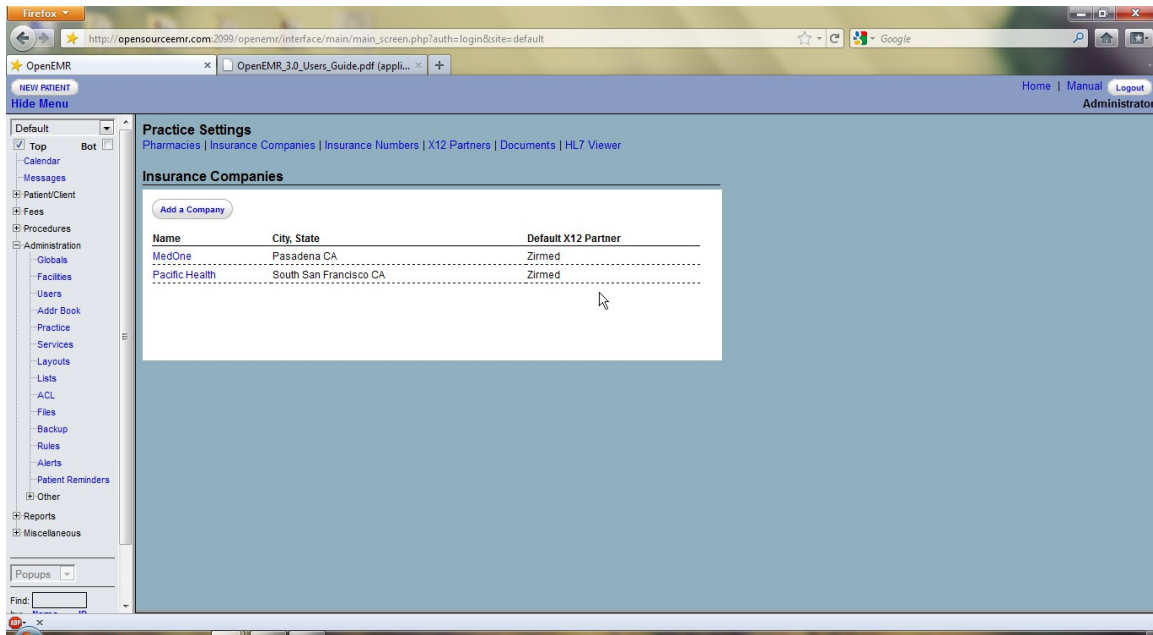 Firefox
http://opensourceemr.com:2099/openemr/interface/main/main_screen.php?auth=login&site=default
Google
OpenEMR
OpenEMR_3.0_Users_Guide.pdf (appli...
NEW PATIENT
Home | Manual Logout
Hide Menu
Administrator
Default
Top Bot
Calendar
Messages
Patient/Client
Fees
Procedures
Administration
Globals
Facilities
Users
Addr Book
Practice
Services
Layouts
Lists
ACL
Files
Backup
Rules
Alerts
Patient Reminders
Other
Reports
Miscellaneous
Popups
Find:
Practice Settings
Pharmacies | Insurance Companies | Insurance Numbers | X12 Partners | Documents | HL7 Viewer
Insurance Companies
Add a Company
Name City, State Default X12 Partner
MedOne Pasadena CA Zirmed
Pacific Health South San Francisco CA Zirmed
ABP